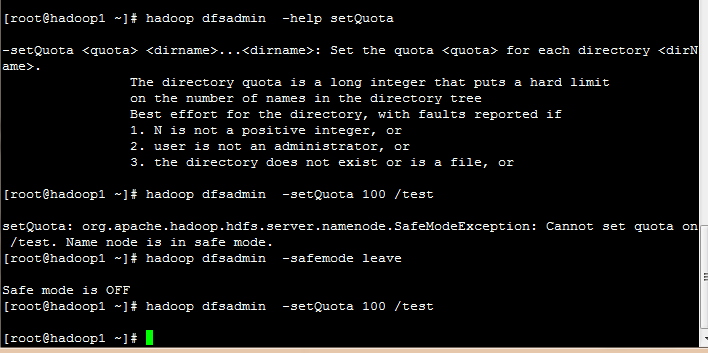 [root@hadoop1 ~]# hadoop dfsadmin  -help setQuota
-setQuota <quota> <dirname>...<dirname>: Set the quota <quota> for each directory <dirN
ame>.
The directory quota is a long integer that puts a hard limit
on the number of names in the directory tree
Best effort for the directory, with faults reported if
1. N is not a positive integer, or
2. user is not an administrator, or
3. the directory does not exist or is a file, or
[root@hadoop1 ~]# hadoop dfsadmin  -setQuota 100 /test
setQuota: org.apache.hadoop.hdfs.server.namenode.SafeModeException: Cannot set quota on
 /test. Name node is in safe mode.
[root@hadoop1 ~]# hadoop dfsadmin  -safemode leave
Safe mode is OFF
[root@hadoop1 ~]# hadoop dfsadmin  -setQuota 100 /test
[root@hadoop1 ~]#